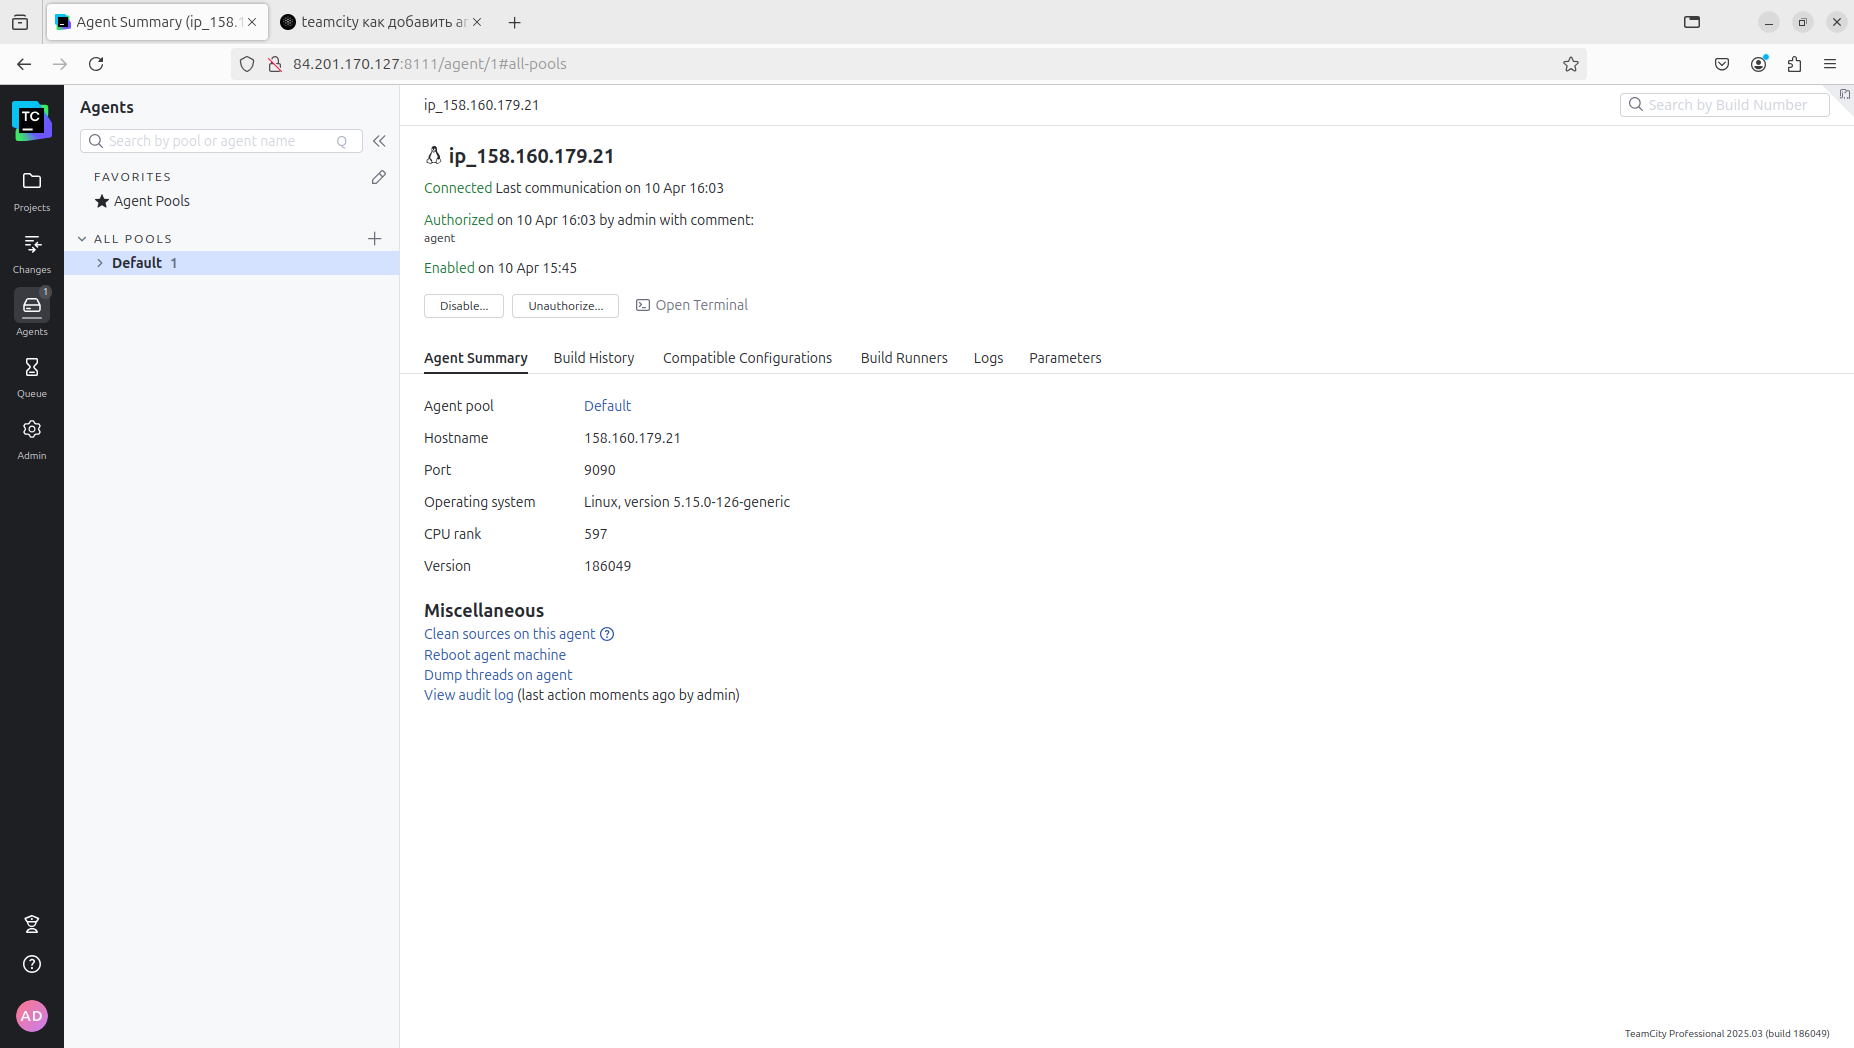 Agent Summary (ip_158.1
teamcity как добавить аг
84.201.170.127:8111/agent/1#all-pools
TC
Projects
Changes
1
Agents
Queue
Admin
AD
Agents
Search by pool or agent name
Q
FAVORITES
Agent Pools
ALL POOLS
Default 1
ip_158.160.179.21
Search by Build Number
ip_158.160.179.21
Connected Last communication on 10 Apr 16:03
Authorized on 10 Apr 16:03 by admin with comment:
agent
Enabled on 10 Apr 15:45
Disable...
Unauthorize...
Open Terminal
Agent Summary
Build History
Compatible Configurations
Build Runners
Logs
Parameters
Agent pool Default
Hostname 158.160.179.21
Port 9090
Operating system Linux, version 5.15.0-126-generic
CPU rank 597
Version 186049
Miscellaneous
Clean sources on this agent ?
Reboot agent machine
Dump threads on agent
View audit log (last action moments ago by admin)
TeamCity Professional 2025.03 (build 186049)